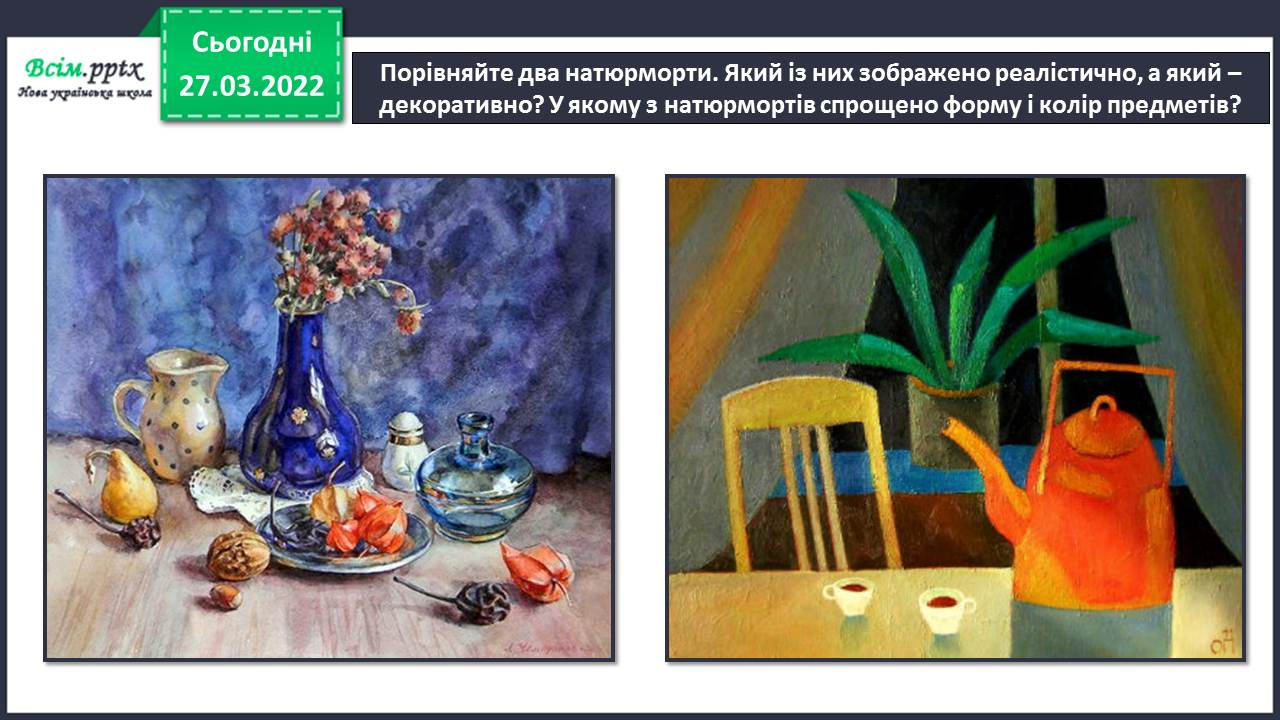 Всім.pptx
Нова українська школа
Сьогодні
27.03.2022
Порівняйте два натюрморти. Який із них зображено реалістично, а який –
декоративно? У якому з натюрмортів спрощено форму і колір предметів?